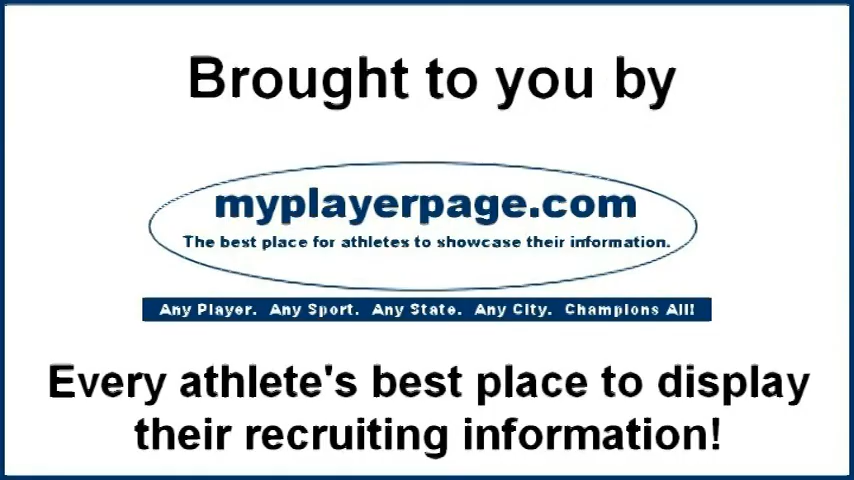 Brought to you by
myplayerpage.com
The best place for athletes to showcase their information.
Any Player. Any Sport. Any State. Any City. Champions All!
Every athlete's best place to display
their recruiting information!